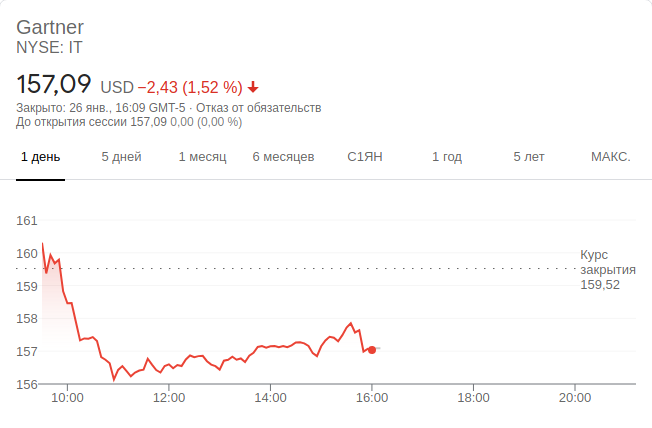 Gartner
NYSE: IT
157,09 USD −2,43 (1,52 %)
Закрыто: 26 янв., 16:09 GMT-5 · Отказ от обязательств
До открытия сессии 157,09 0,00 (0,00 %)
1 день 5 дней 1 месяц 6 месяцев С1ЯН 1 год 5 лет МАКС.
161
160
159
158
157
156
Курс
закрытия
159,52
10:00 12:00 14:00 16:00 18:00 20:00